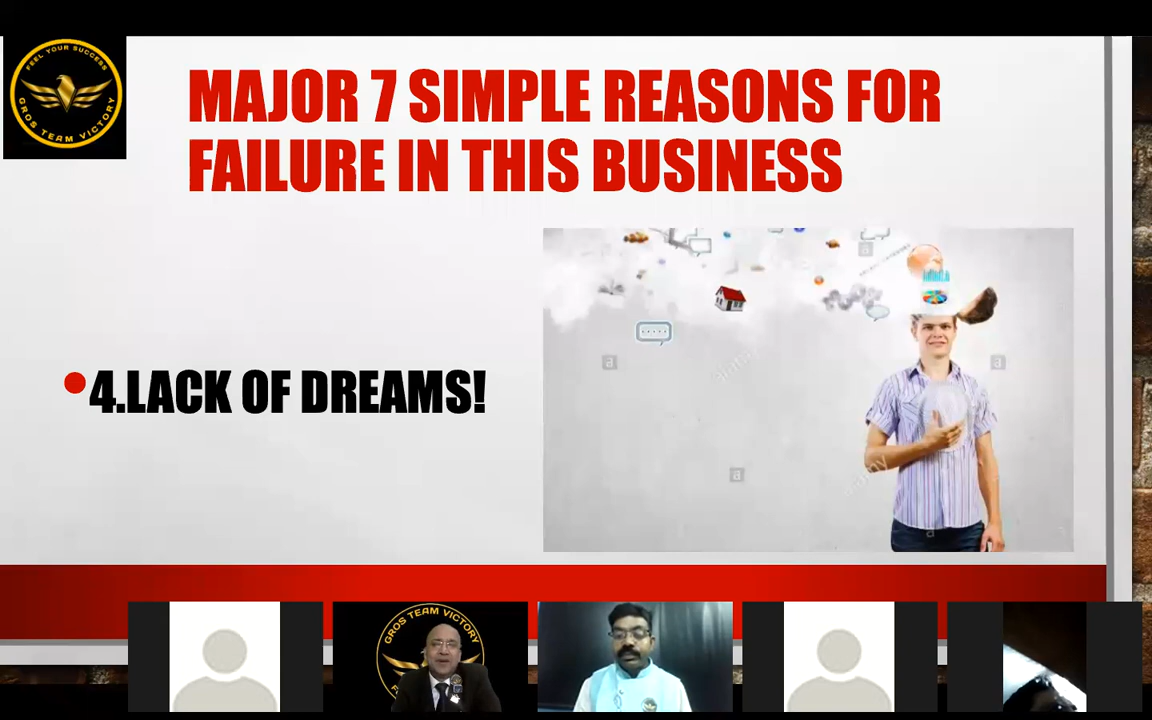 FEEL YOUR SUCCESS
GROS TEAM VICTORY
MAJOR 7 SIMPLE REASONS FOR
FAILURE IN THIS BUSINESS
•4.LACK OF DREAMS!
a
a
a
a
a
alamy
GROS TEAM VICTORY